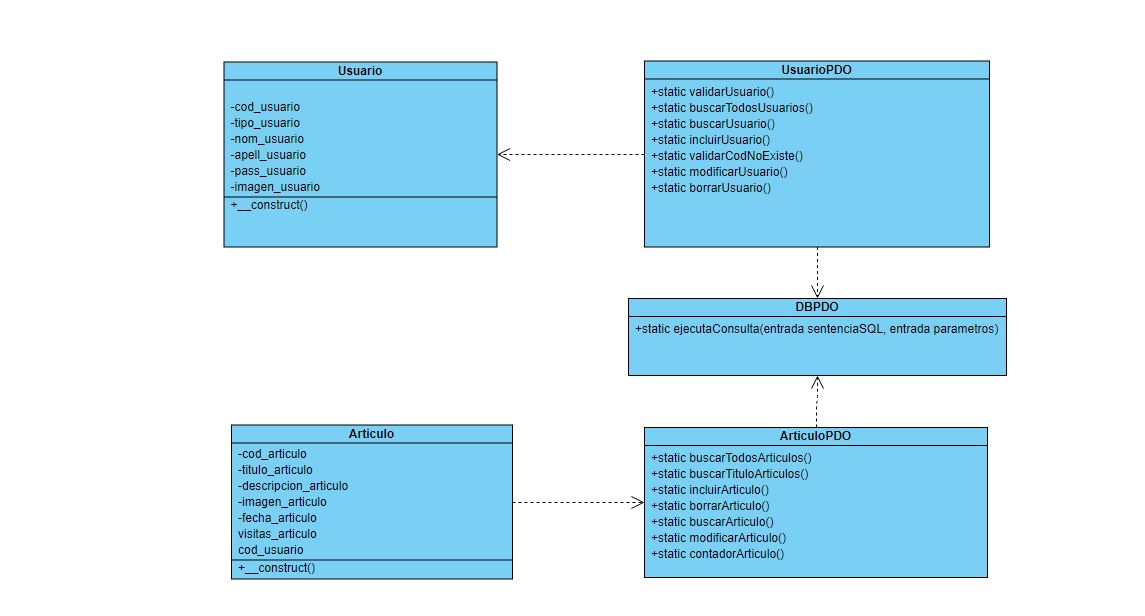 Usuario
-cod_usuario
-tipo_usuario
-nom_usuario
-apell_usuario
-pass_usuario
-imagen_usuario
+__construct()
UsuarioPDO
+static validarUsuario()
+static buscarTodosUsuarios()
+static buscarUsuario()
+static incluirUsuario()
+static validarCodNoExiste()
+static modificarUsuario()
+static borrarUsuario()
DBPDO
+static ejecutaConsulta(entrada sentenciaSQL, entrada parametros)
Articulo
-cod_articulo
-titulo_articulo
-descripcion_articulo
-imagen_articulo
-fecha_articulo
visitas_articulo
cod_usuario
+__construct()
ArticuloPDO
+static buscarTodosArticulos()
+static buscarTituloArticulos()
+static incluirArticulo()
+static borrarArticulo()
+static buscarArticulo()
+static modificarArticulo()
+static contadorArticulo()